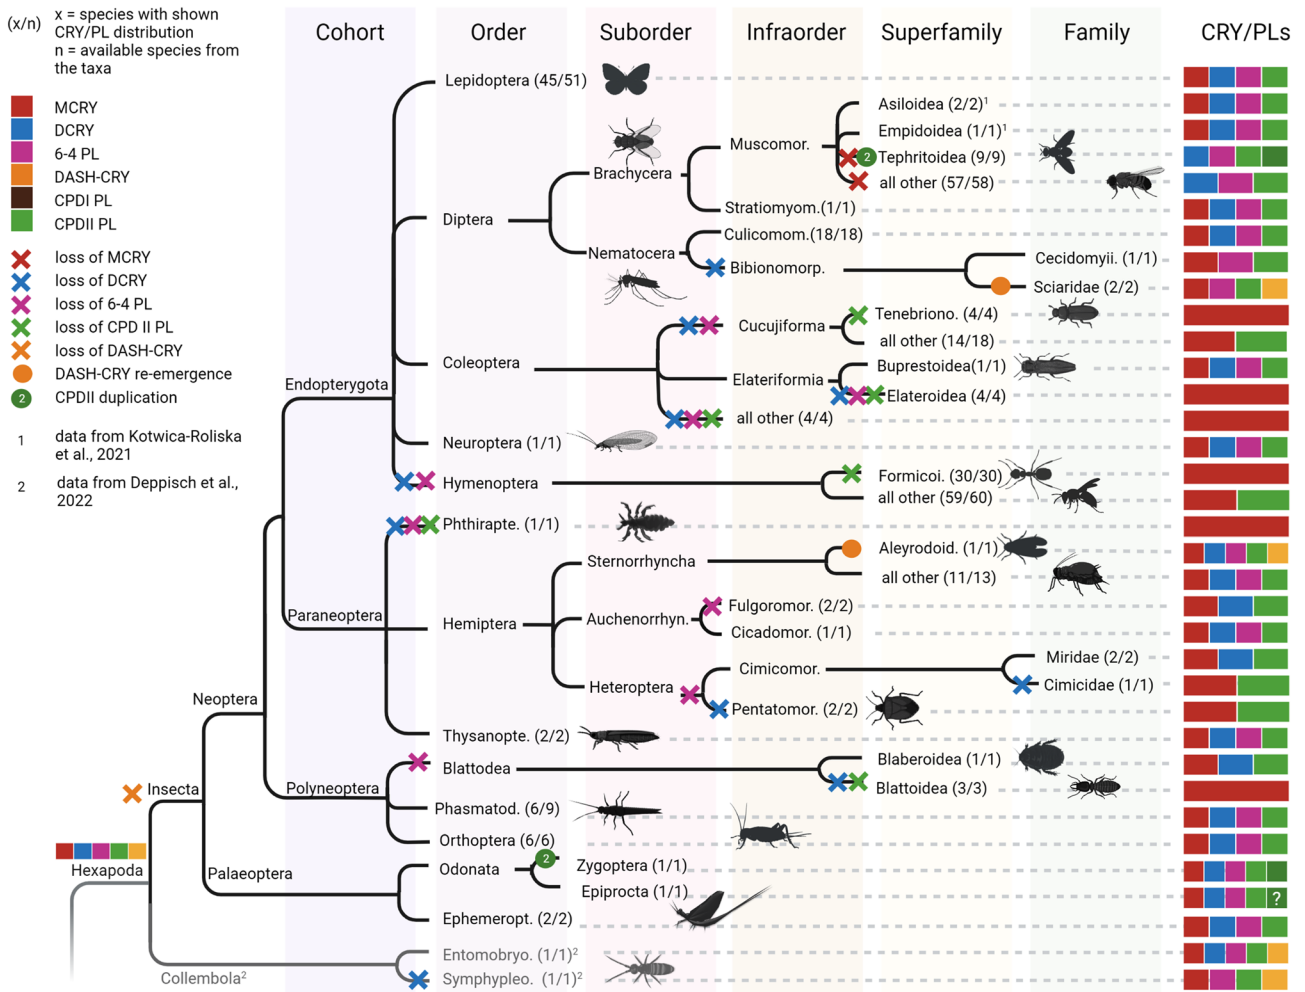 (x/n)
x = species with shown
CRY/PL distribution
n = available species from
the taxa
Cohort
Order
Suborder
Infraorder
Superfamily
Family
CRY/PLs
MCRY
DCRY
6-4 PL
DASH-CRY
CPDI PL
CPDII PL
loss of MCRY
loss of DCRY
loss of 6-4 PL
loss of CPD II PL
loss of DASH-CRY
DASH-CRY re-emergence
2 CPDII duplication
1 data from Kotwica-Roliska
et al., 2021
2 data from Deppisch et al.,
2022
Lepidoptera (45/51)
Asiloidea (2/2)¹
Empidoidea (1/1)¹
Muscomor.
2 Tephritoidea (9/9)
Brachycera
all other (57/58)
Stratiomyom.(1/1)
Diptera
Culicomom.(18/18)
Nematocera
Bibionomorp.
Cecidomyii. (1/1)
Sciaridae (2/2)
Tenebriono. (4/4)
Cucujiforma
all other (14/18)
Coleoptera
Buprestoidea(1/1)
Elateriformia
Endopterygota
Elateroidea (4/4)
all other (4/4)
Neuroptera (1/1)
Formicoi. (30/30)
Hymenoptera
all other (59/60)
Phthirapte. (1/1)
Aleyrodoid. (1/1)
Sternorrhyncha
all other (11/13)
Fulgoromor. (2/2)
Paraneoptera
Hemiptera
Auchenorrhyn.
Cicadomor. (1/1)
Miridae (2/2)
Cimicomor.
Heteroptera
Cimicidae (1/1)
Neoptera
Pentatomor. (2/2)
Thysanopte. (2/2)
Blaberoidea (1/1)
Blattodea
Insecta
Polyneoptera
Blattoidea (3/3)
Phasmatod. (6/9)
Orthoptera (6/6)
2
Zygoptera (1/1)
Hexapoda
Palaeoptera
Odonata
Epiprocta (1/1)
?
Ephemeropt. (2/2)
Entomobryo. (1/1)²
Collembola²
Symphypleo. (1/1)²